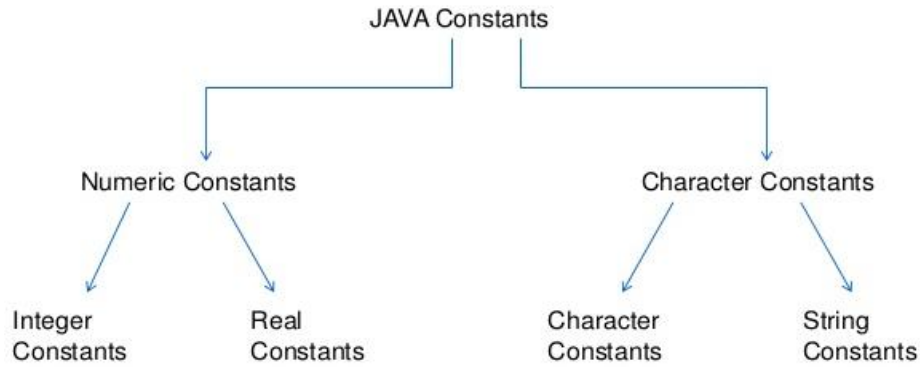 JAVA Constants
Numeric Constants
Character Constants
Integer
Constants
Real
Constants
Character
Constants
String
Constants